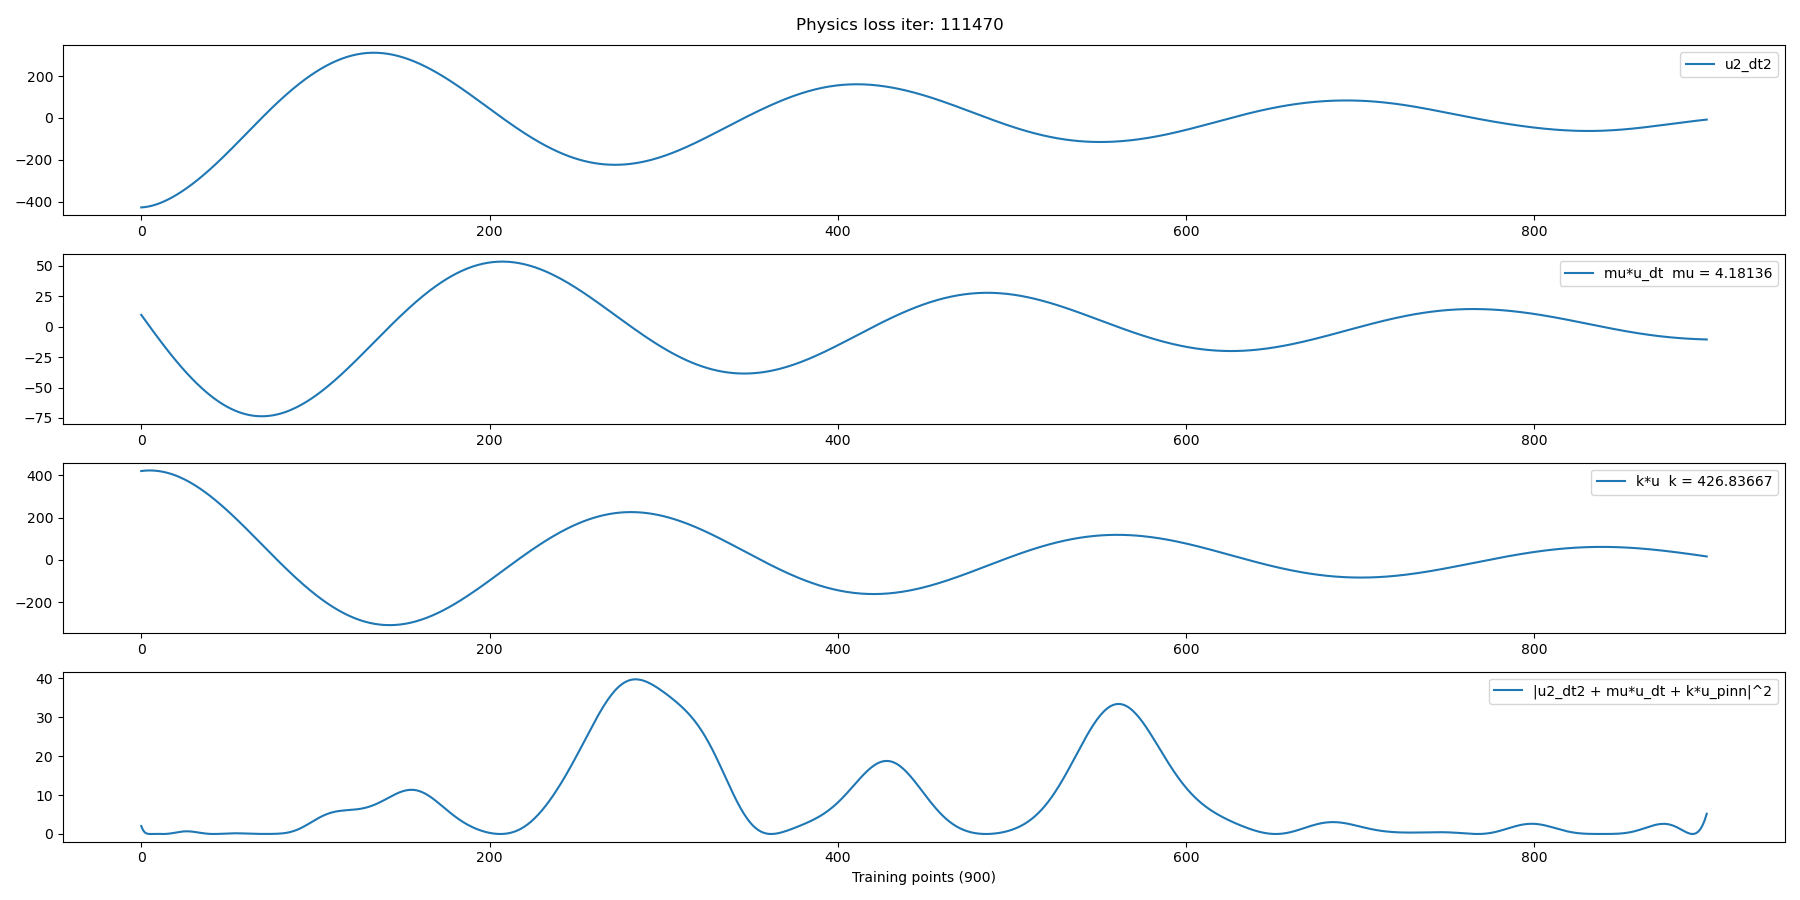 Physics loss iter: 111470
200
0
−200
−400
u2_dt2
0 200 400 600 800
50
25
0
−25
−50
−75
mu*u_dt  mu = 4.18136
0 200 400 600 800
400
200
0
−200
k*u  k = 426.83667
0 200 400 600 800
40
30
20
10
0
|u2_dt2 + mu*u_dt + k*u_pinn|^2
0 200 400 600 800
Training points (900)